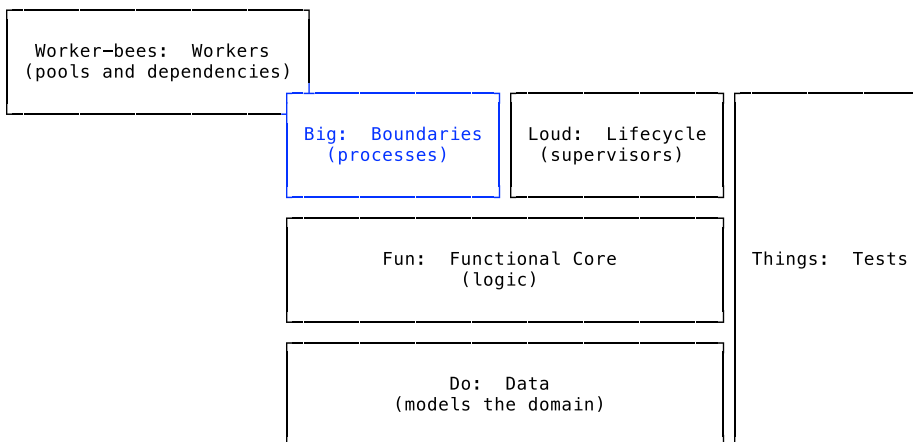 Worker-bees:  Workers
(pools and dependencies)
Big:  Boundaries
(processes)
Loud:  Lifecycle
(supervisors)
Fun:  Functional Core
(logic)
Things:  Tests
Do:  Data
(models the domain)